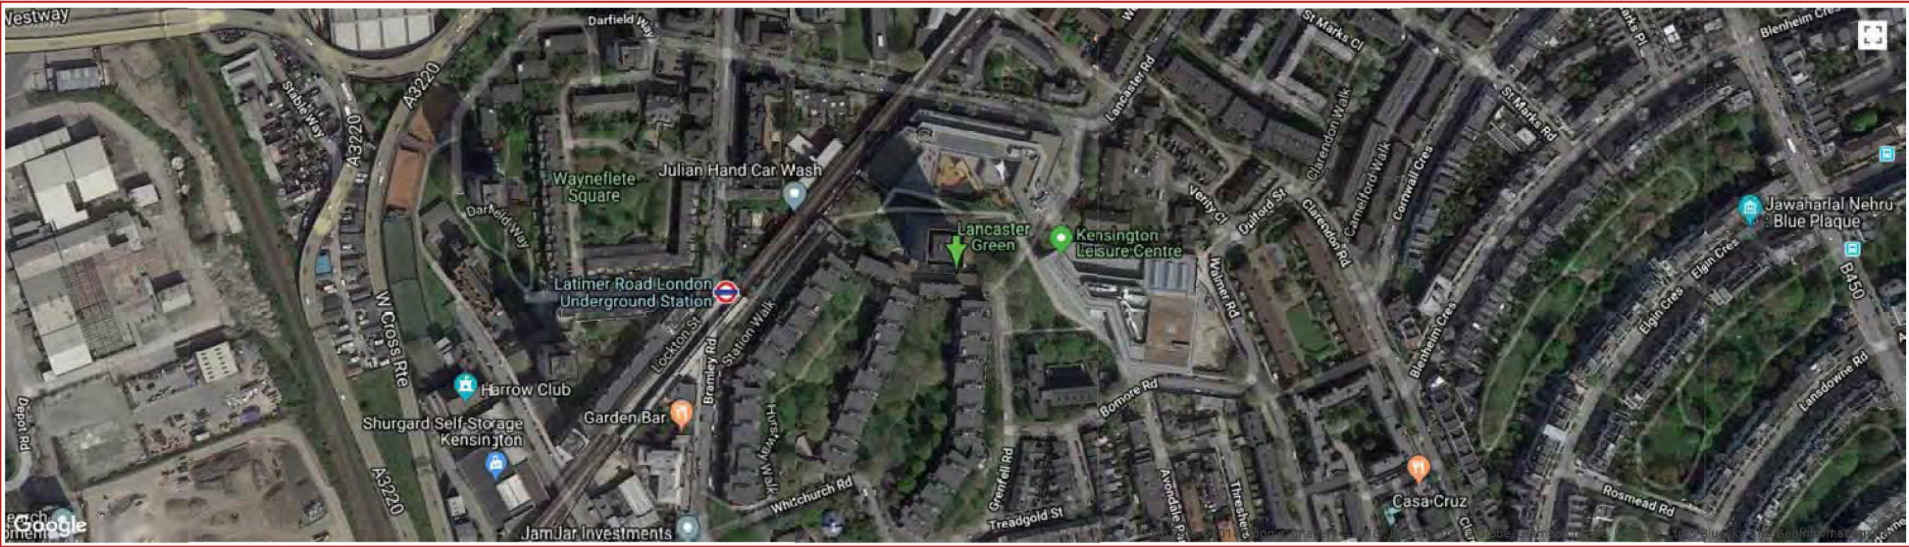 Westway
Darfield Way
St Marks Cl
Marks Pl
Blenheim Cres
A3220
Stable Way
A3220
Lancaster Rd
St Marks Rd
Clarendon Walk
Camelford Walk
Cornwall Cres
Julian Hand Car Wash
Wayneflete
Square
Darfield Way
Verity Cl
Dulford St
Clarendon Rd
Jawaharlal Nehru
Blue Plaque
Lancaster
Green
Kensington
Leisure Centre
Elgin Cres
Elgin Cres
B450
Walmer Rd
Latimer Road London
Underground Station
W Cross Rte
Lockton St
Station Walk
Bramley Rd
Blenheim Cres
Lansdowne Rd
Harrow Club
Bomore Rd
Depot Rd
Garden Bar
Shurgard Self-Storage
Kensington
Hurstway Walk
Grenfell Rd
Avondale Pa
Threshers
A3220
Whitchurch Rd
Treadgold St
Casa Cruz
Rosmead Rd
Google
JamJar Investments